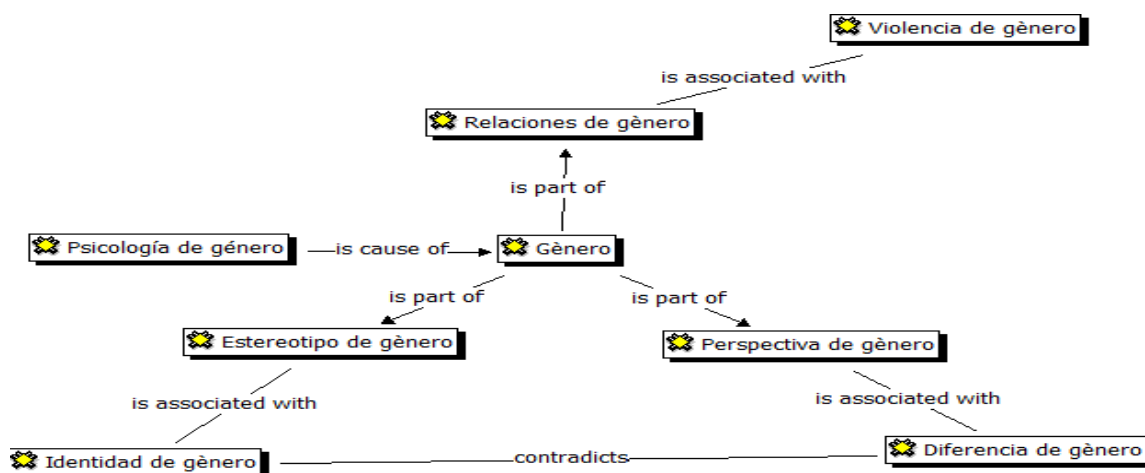 Violencia de gènero
is associated with
Relaciones de gènero
is part of
Psicología de género
is cause of
Gènero
is part of
is part of
Estereotipo de gènero
Perspectiva de gènero
is associated with
is associated with
Identidad de gènero
contradicts
Diferencia de gènero